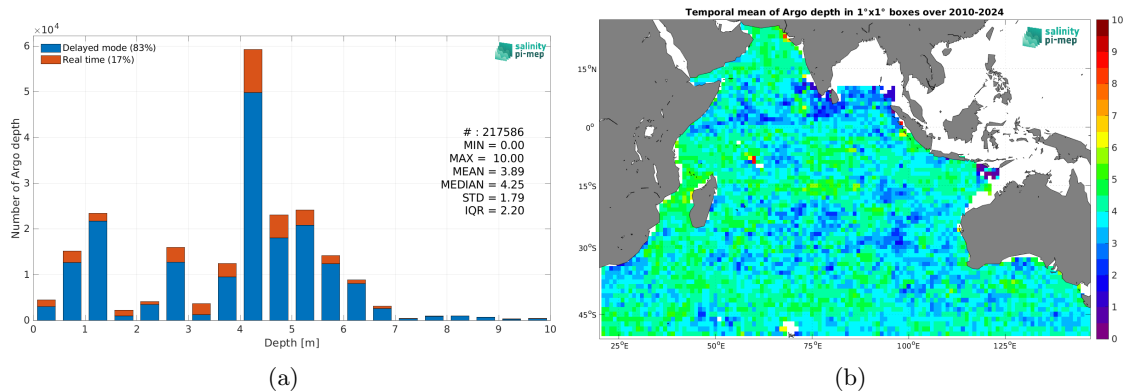 ×10⁴
6
5
4
3
2
1
0
Number of Argo depth
Delayed mode (83%)
Real time (17%)
salinity
pi-mep
# : 217586
MIN = 0.00
MAX = 10.00
MEAN = 3.89
MEDIAN = 4.25
STD = 1.79
IQR = 2.20
0 1 2 3 4 5 6 7 8 9 10
Depth [m]
(a)
Temporal mean of Argo depth in 1°x1° boxes over 2010-2024
salinity
pi-mep
15°N
0°
15°S
30°S
45°S
25°E 50°E 75°E 100°E 125°E
10
9
8
7
6
5
4
3
2
1
0
(b)